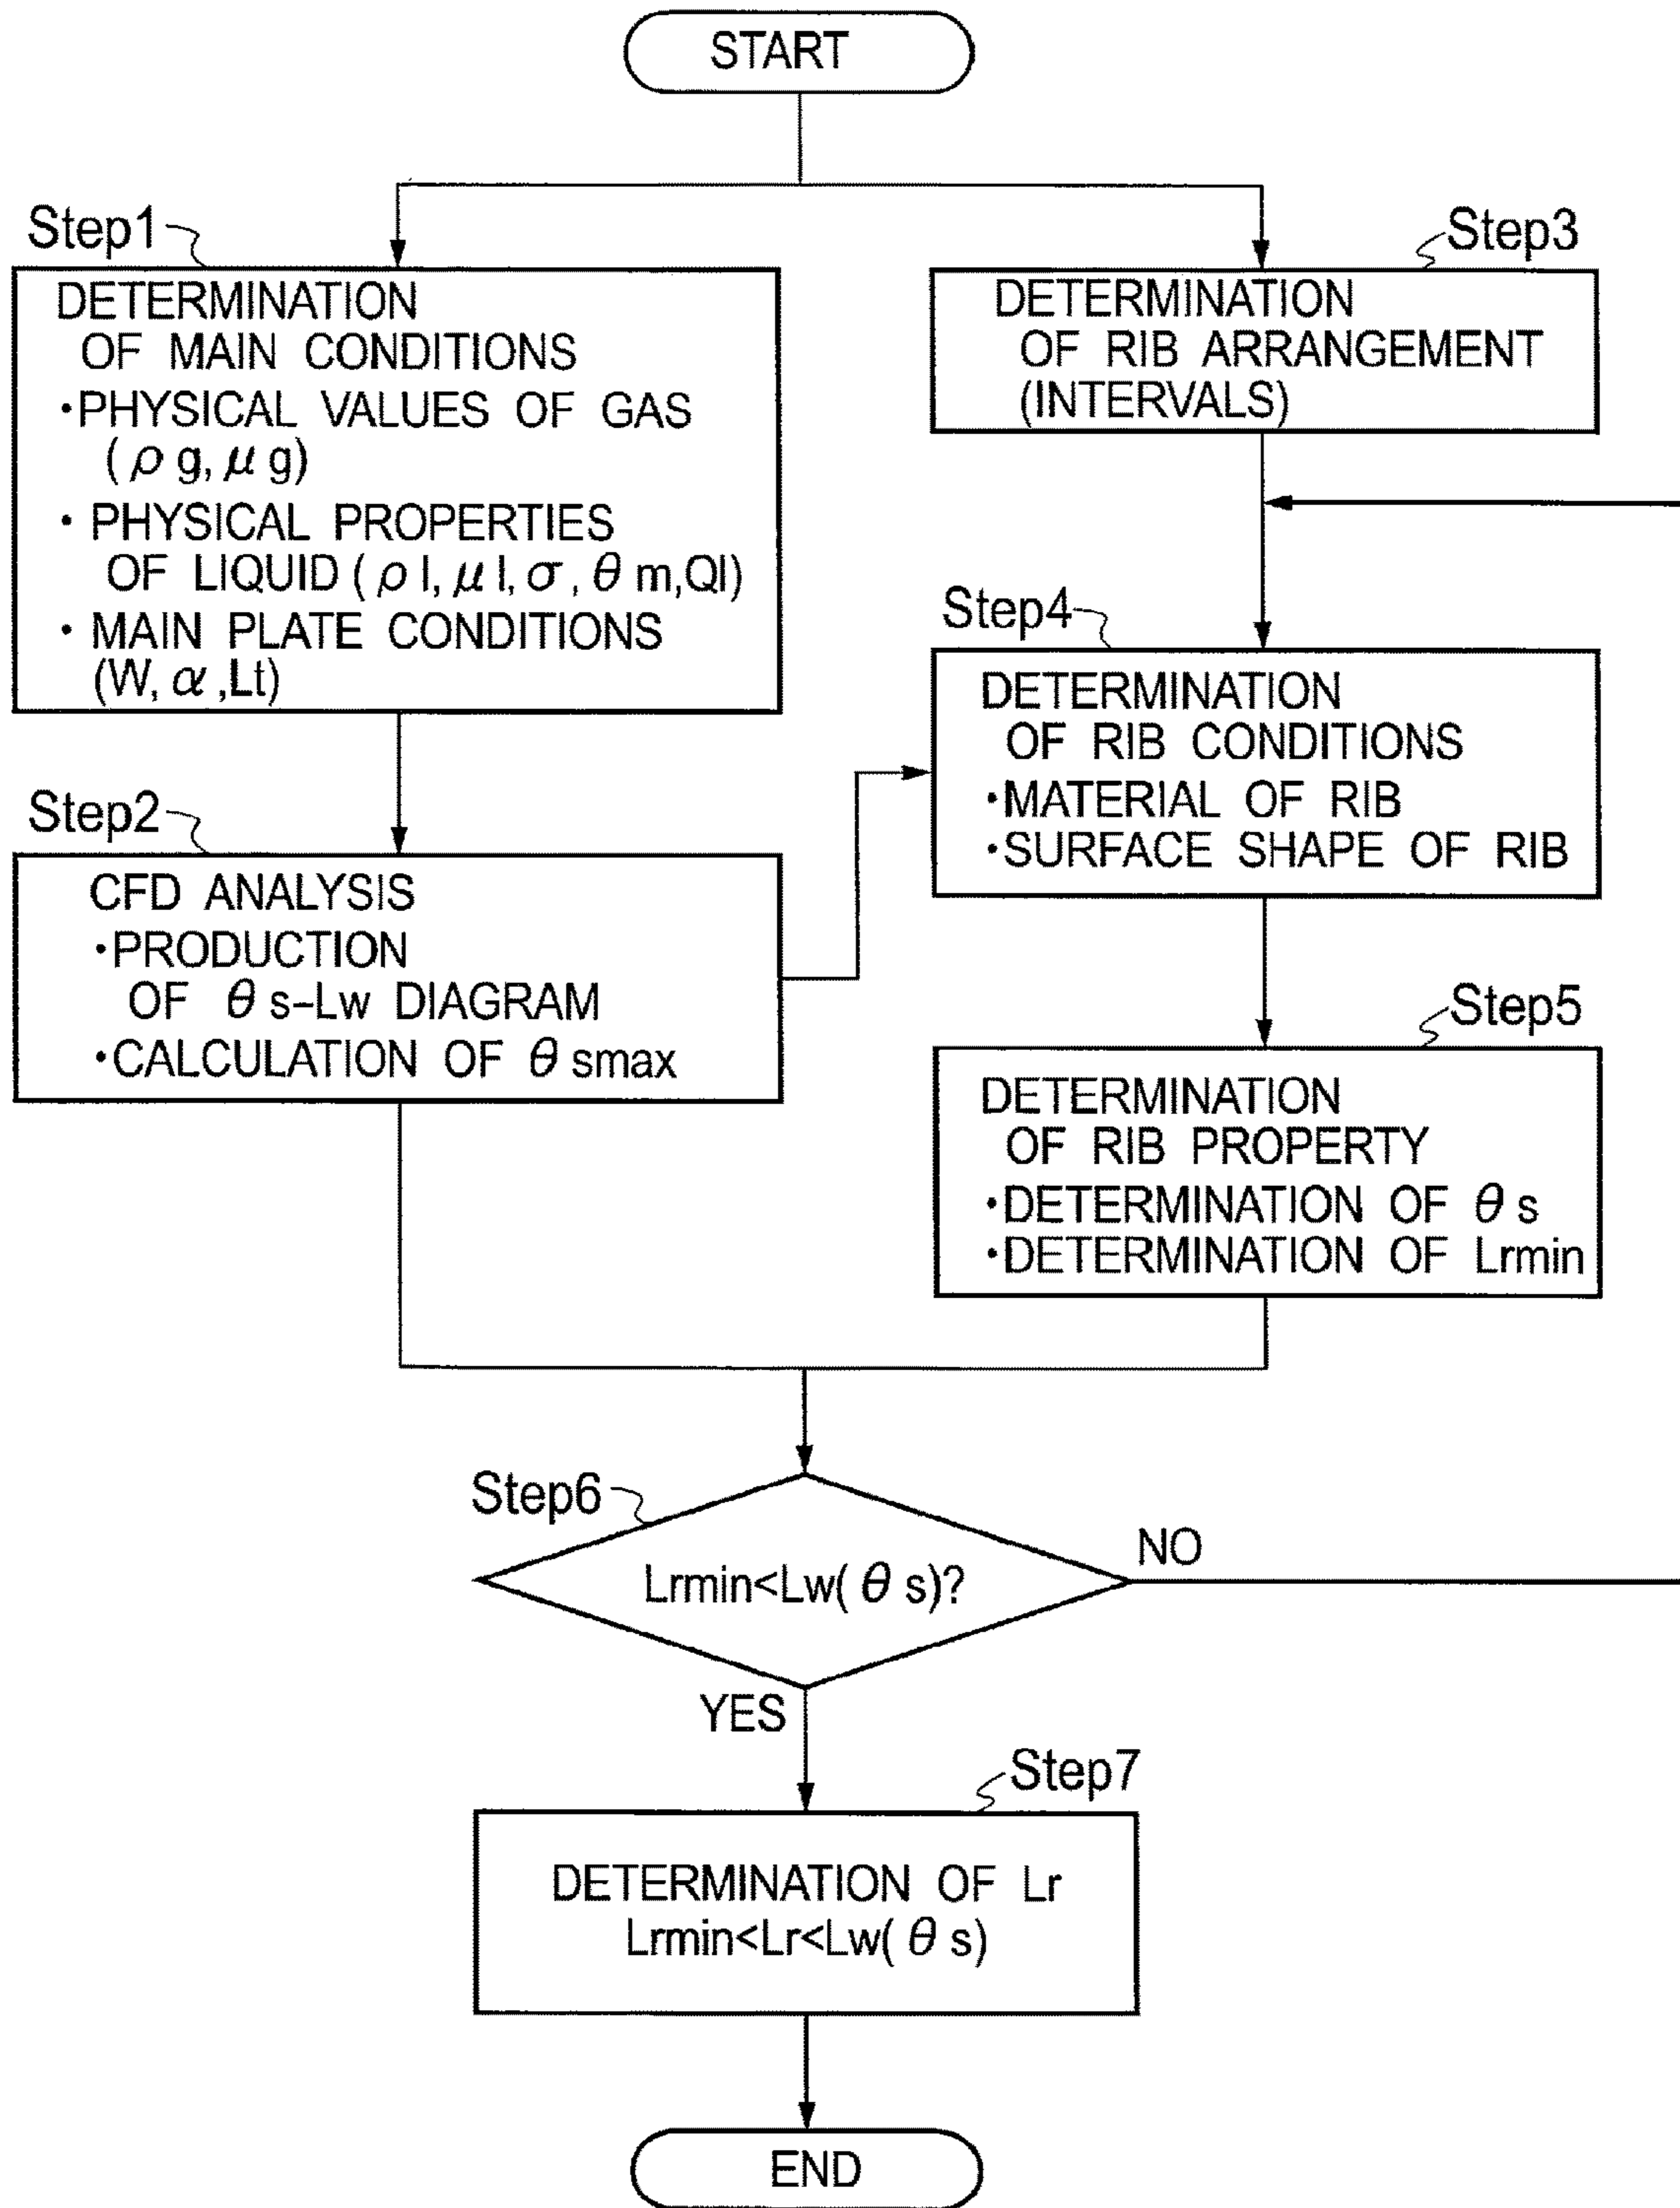 START
Step1
DETERMINATION
OF MAIN CONDITIONS
・PHYSICAL VALUES OF GAS
(ρg, μg)
・PHYSICAL PROPERTIES
OF LIQUID (ρl, μl, σ, θm,Ql)
・MAIN PLATE CONDITIONS
(W, α,Lt)
Step2
CFD ANALYSIS
・PRODUCTION
OF θs-Lw DIAGRAM
・CALCULATION OF θsmax
Step3
DETERMINATION
OF RIB ARRANGEMENT
(INTERVALS)
Step4
DETERMINATION
OF RIB CONDITIONS
・MATERIAL OF RIB
・SURFACE SHAPE OF RIB
Step5
DETERMINATION
OF RIB PROPERTY
・DETERMINATION OF θs
・DETERMINATION OF Lrmin
Step6
Lrmin<Lw(θs)?
NO
YES
Step7
DETERMINATION OF Lr
Lrmin<Lr<Lw(θs)
END